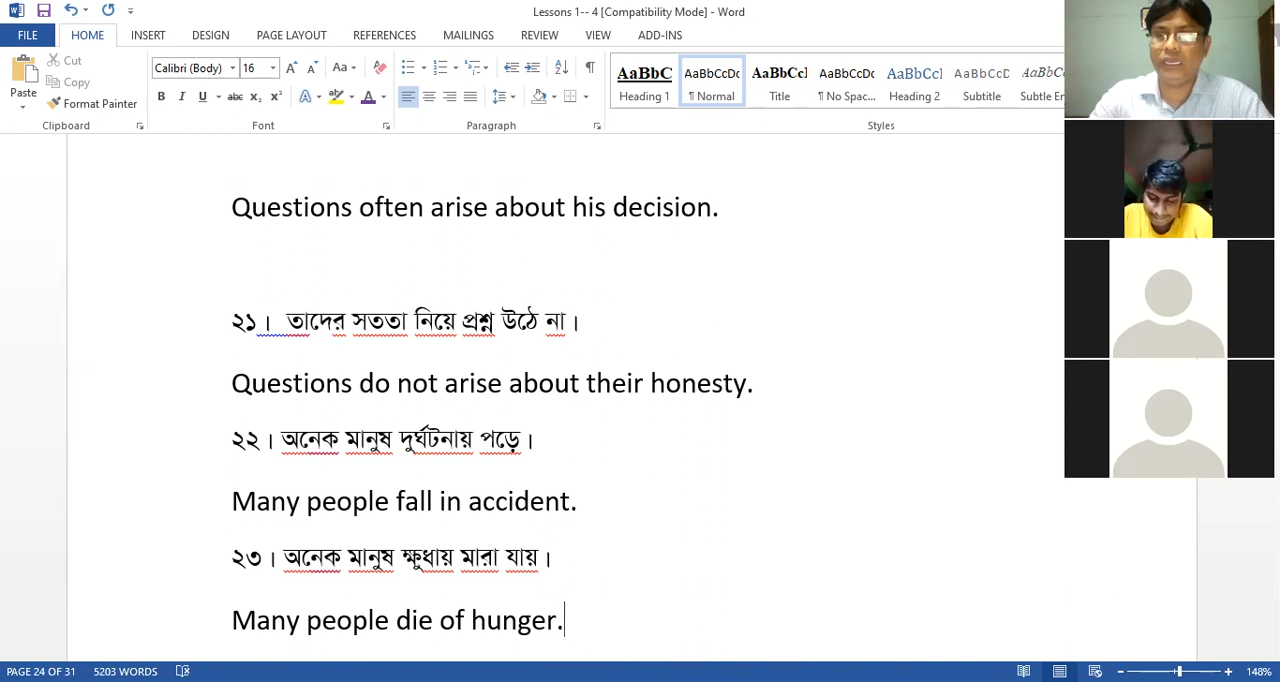 Lessons 1-- 4 [Compatibility Mode] - Word
FILE HOME INSERT DESIGN PAGE LAYOUT REFERENCES MAILINGS REVIEW VIEW ADD-INS
Cut
Copy
Paste
Format Painter
Clipboard
Calibri (Body) 16
Font
Paragraph
AaBbC AaBbCcDc AaBbCcl AaBbCcDc AaBbCcl AaBbCcD AaBbCcl
Heading 1 ¶ Normal Title ¶ No Spac... Heading 2 Subtitle Subtle Em
Styles
Questions often arise about his decision.
২১। তাদের সততা নিয়ে প্রশ্ন উঠে না।
Questions do not arise about their honesty.
২২। অনেক মানুষ দুর্ঘটনায় পড়ে।
Many people fall in accident.
২৩। অনেক মানুষ ক্ষুধায় মারা যায়।
Many people die of hunger.
PAGE 24 OF 31 5203 WORDS 148%